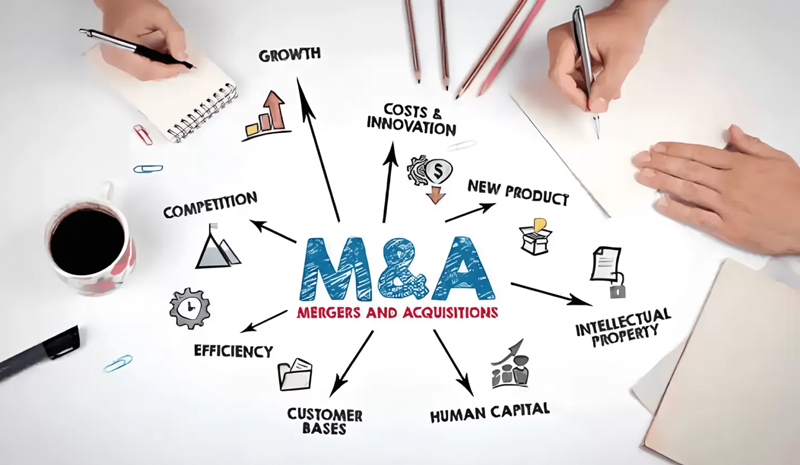 GROWTH
COSTS &
INNOVATION
NEW PRODUCT
COMPETITION
M&A
MERGERS AND ACQUISITIONS
INTELLECTUAL
PROPERTY
EFFICIENCY
CUSTOMER
BASES
HUMAN CAPITAL
$